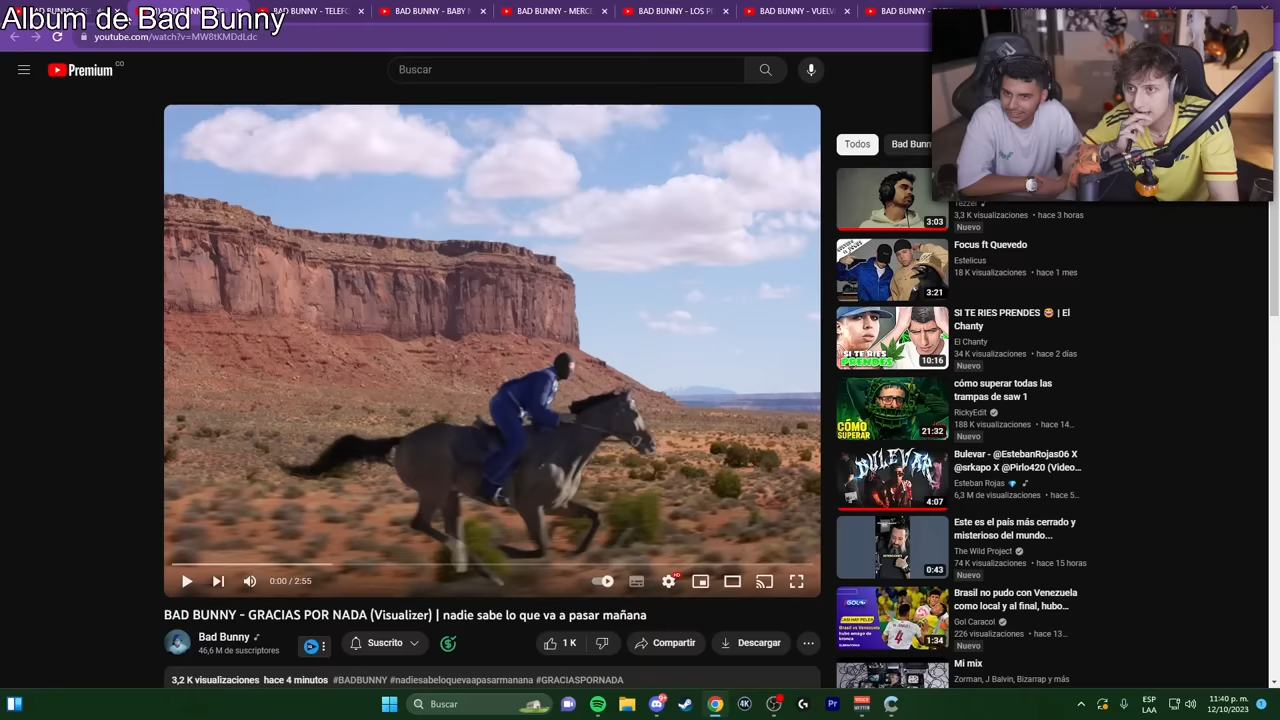 Album de Bad Bunny
BAD BUNNY -
BAD BUNNY - BABY
BAD BUNNY - MERC
BAD BUNNY - LOS
BAD BUNNY - VUEL
BAD BUNNY
youtube.com/watch?v=MW8tKMDdLdc
Premium CO
Buscar
Todos
Bad Bunn
3:03
Tezzel
3,3 K visualizaciones • hace 3 horas
Nuevo
3:21
Focus ft Quevedo
Estelicus
18 K visualizaciones • hace 1 mes
SI TE RIES
PRENDES
10:16
SI TE RIES PRENDES 🤣 | El
Chanty
El Chanty
34 K visualizaciones • hace 2 días
Nuevo
CÓMO
SUPERAR
21:32
cómo superar todas las
trampas de saw 1
RickyEdit
188 K visualizaciones • hace 14...
Nuevo
BULEVAR
4:07
Bulevar - @EstebanRojas06 X
@srkapo X @Pirlo420 (Video...
Esteban Rojas 💎
6,3 M de visualizaciones • hace 5...
0:43
Este es el país más cerrado y
misterioso del mundo...
The Wild Project
74 K visualizaciones • hace 15 horas
Nuevo
GOL
¡CASI HAY PELEA!
1:34
Brasil no pudo con Venezuela
como local y al final, hubo...
Gol Caracol
226 visualizaciones • hace 13...
Nuevo
Mi mix
Zorman, J Balvin, Bizarrap y más
0:00 / 2:55
HD
BAD BUNNY - GRACIAS POR NADA (Visualizer) | nadie sabe lo que va a pasar mañana
Bad Bunny
46,6 M de suscriptores
Suscrito
1 K
Compartir
Descargar
3,2 K visualizaciones hace 4 minutos #BADBUNNY #nadiesabeloquevaapasarmanana #GRACIASPORNADA
Buscar
4K
Pr
ESP
LAA
11:40 p. m.
12/10/2023